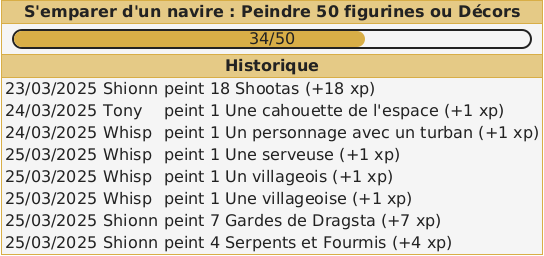 S'emparer d'un navire : Peindre 50 figurines ou Décors
34/50
Historique
23/03/2025 Shionn peint 18 Shootas (+18 xp)
24/03/2025 Tony peint 1 Une cahouette de l'espace (+1 xp)
24/03/2025 Whisp peint 1 Un personnage avec un turban (+1 xp)
25/03/2025 Whisp peint 1 Une serveuse (+1 xp)
25/03/2025 Whisp peint 1 Un villageois (+1 xp)
25/03/2025 Whisp peint 1 Une villageoise (+1 xp)
25/03/2025 Shionn peint 7 Gardes de Dragsta (+7 xp)
25/03/2025 Shionn peint 4 Serpents et Fourmis (+4 xp)